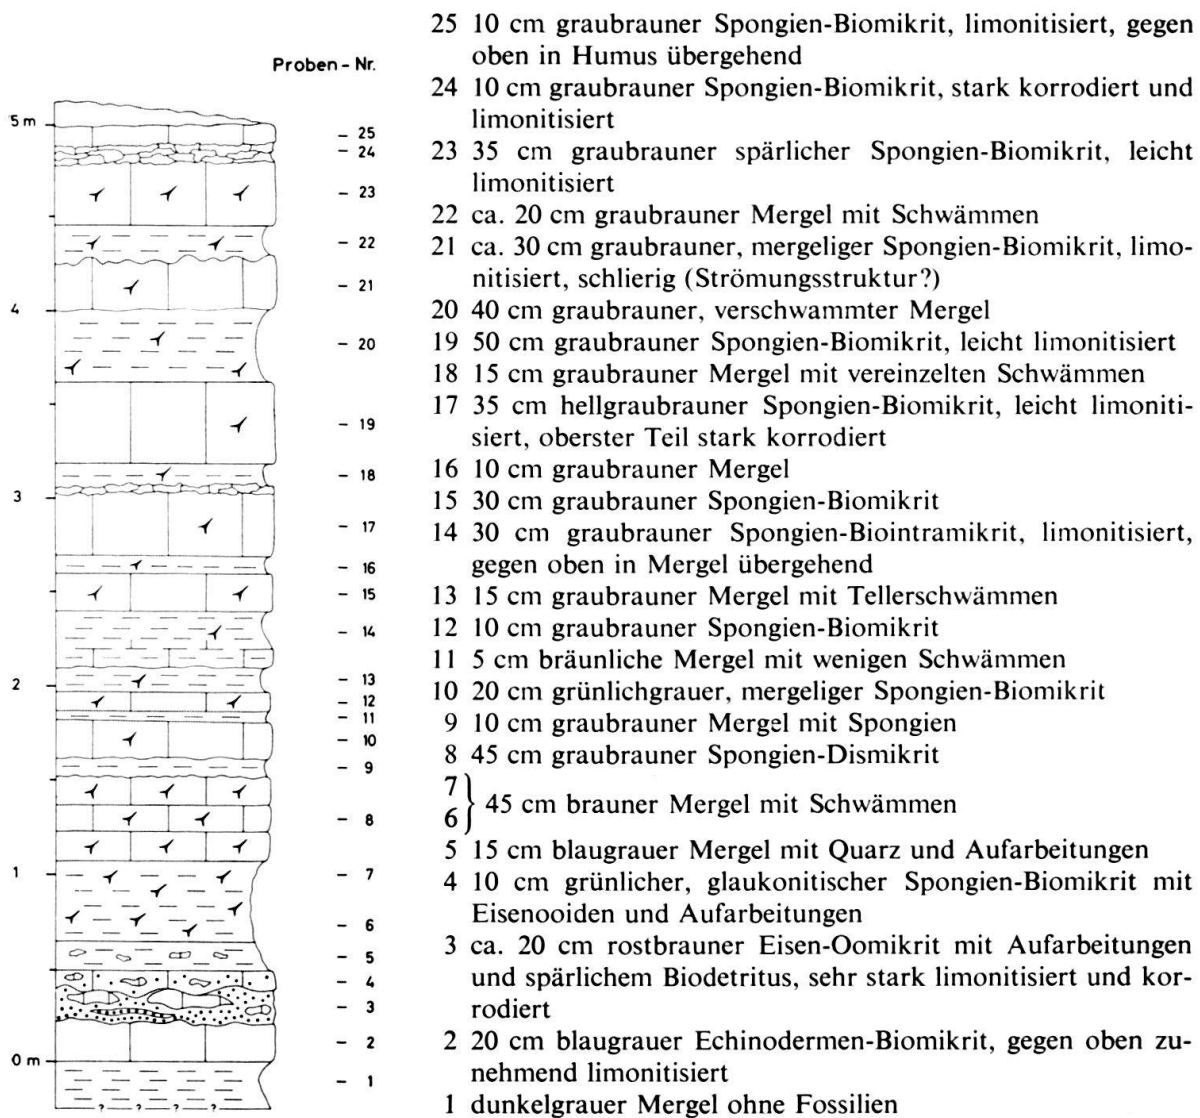 Proben - Nr.
5 m
4
3
2
1
0 m
25
24
23
22
21
20
19
18
17
16
15
14
13
12
11
10
9
8
7
6
5
4
3
2
1
? ? ? ?
25 10 cm graubrauner Spongien-Biomikrit, limonitisiert, gegen
oben in Humus übergehend
24 10 cm graubrauner Spongien-Biomikrit, stark korrodiert und
limonitisiert
23 35 cm graubrauner spärlicher Spongien-Biomikrit, leicht
limonitisiert
22 ca. 20 cm graubrauner Mergel mit Schwämmen
21 ca. 30 cm graubrauner, mergeliger Spongien-Biomikrit, limo-
nitisiert, schlierig (Strömungsstruktur?)
20 40 cm graubrauner, verschwammter Mergel
19 50 cm graubrauner Spongien-Biomikrit, leicht limonitisiert
18 15 cm graubrauner Mergel mit vereinzelten Schwämmen
17 35 cm hellgraubrauner Spongien-Biomikrit, leicht limoniti-
siert, oberster Teil stark korrodiert
16 10 cm graubrauner Mergel
15 30 cm graubrauner Spongien-Biomikrit
14 30 cm graubrauner Spongien-Biointramikrit, limonitisiert,
gegen oben in Mergel übergehend
13 15 cm graubrauner Mergel mit Tellerschwämmen
12 10 cm graubrauner Spongien-Biomikrit
11 5 cm bräunliche Mergel mit wenigen Schwämmen
10 20 cm grünlichgrauer, mergeliger Spongien-Biomikrit
9 10 cm graubrauner Mergel mit Spongien
8 45 cm graubrauner Spongien-Dismikrit
7
6 } 45 cm brauner Mergel mit Schwämmen
5 15 cm blaugrauer Mergel mit Quarz und Aufarbeitungen
4 10 cm grünlicher, glaukonitischer Spongien-Biomikrit mit
Eisenooiden und Aufarbeitungen
3 ca. 20 cm rostbrauner Eisen-Oomikrit mit Aufarbeitungen
und spärlichem Biodetritus, sehr stark limonitisiert und kor-
rodiert
2 20 cm blaugrauer Echinodermen-Biomikrit, gegen oben zu-
nehmend limonitisiert
1 dunkelgrauer Mergel ohne Fossilien